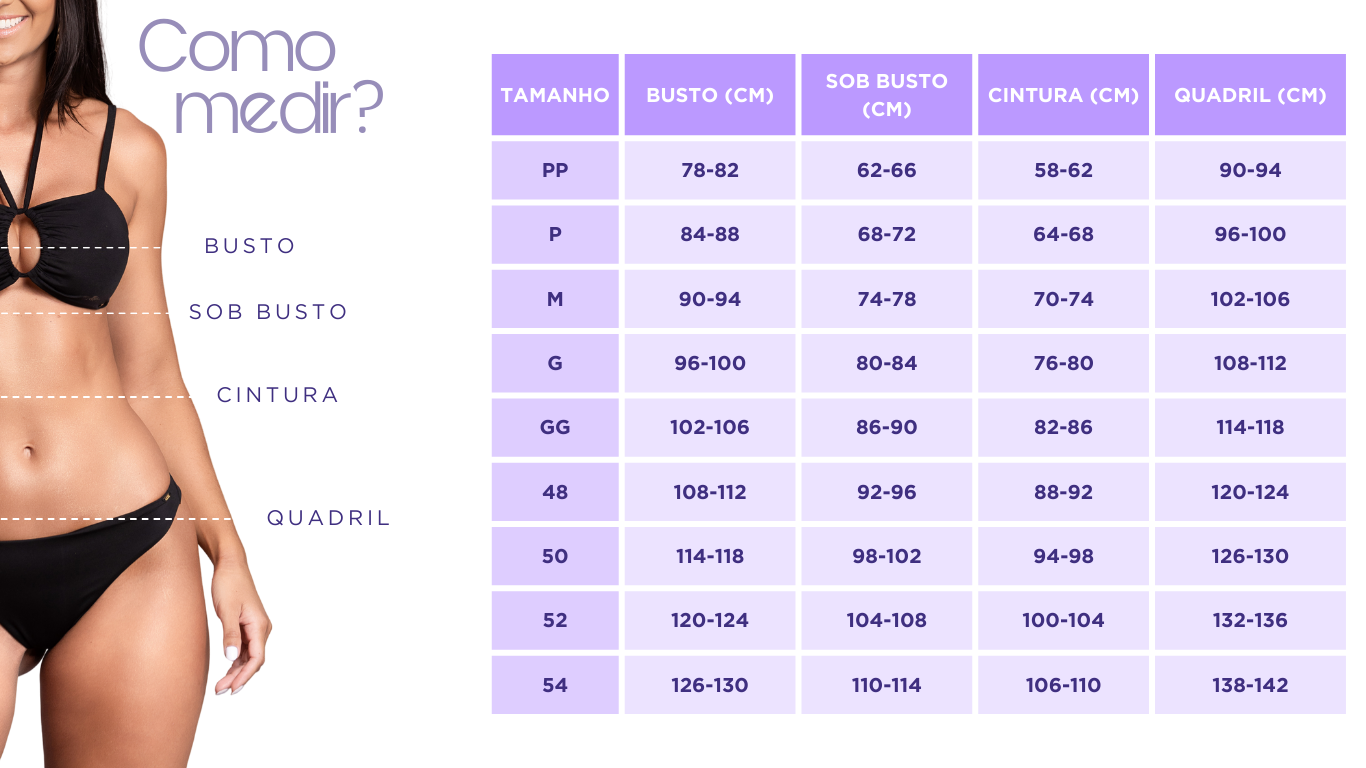 Como
medir?
BUSTO
SOB BUSTO
CINTURA
QUADRIL
TAMANHO BUSTO (CM) SOB BUSTO (CM) CINTURA (CM) QUADRIL (CM)
PP 78-82 62-66 58-62 90-94
P 84-88 68-72 64-68 96-100
M 90-94 74-78 70-74 102-106
G 96-100 80-84 76-80 108-112
GG 102-106 86-90 82-86 114-118
48 108-112 92-96 88-92 120-124
50 114-118 98-102 94-98 126-130
52 120-124 104-108 100-104 132-136
54 126-130 110-114 106-110 138-142